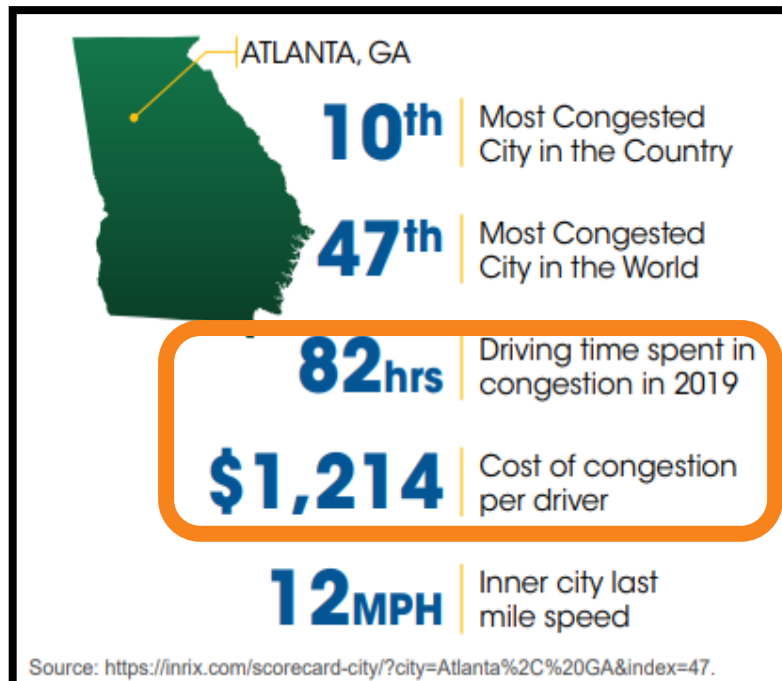 ATLANTA, GA
10th Most Congested
City in the Country
47th Most Congested
City in the World
82hrs Driving time spent in
congestion in 2019
$1,214 Cost of congestion
per driver
12MPH Inner city last
mile speed
Source: https://inrix.com/scorecard-city/?city=Atlanta%2C%20GA&index=47.